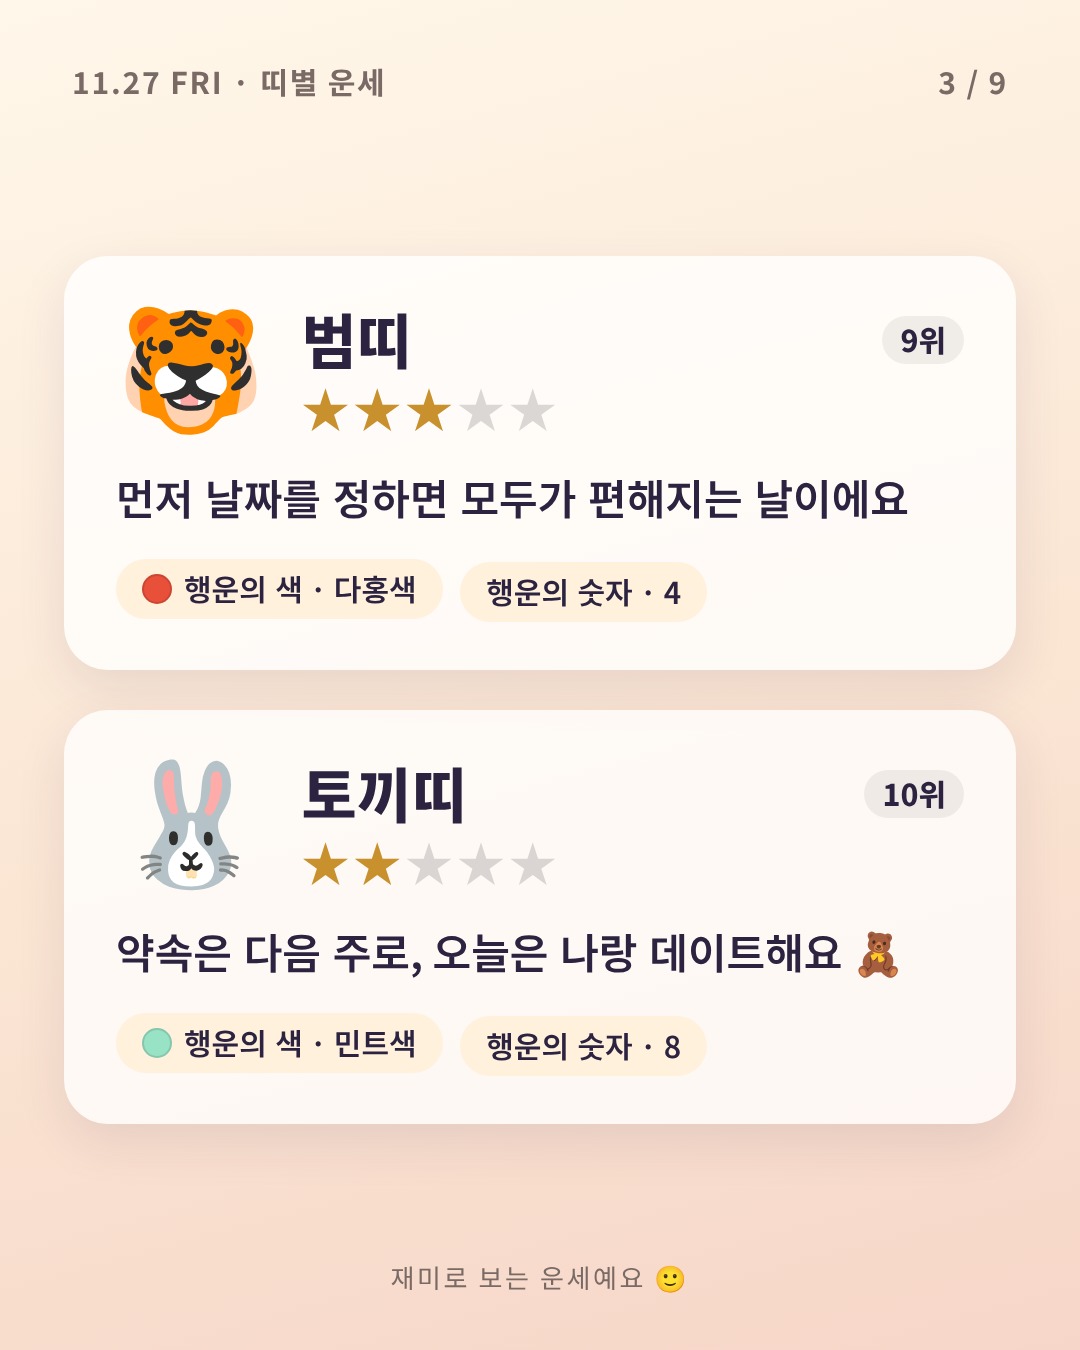 11.27 FRI · 띠별 운세
3 / 9
범띠
9위
먼저 날짜를 정하면 모두가 편해지는 날이에요
행운의 색 · 다홍색
행운의 숫자 · 4
토끼띠
10위
약속은 다음 주로, 오늘은 나랑 데이트해요 🧸
행운의 색 · 민트색
행운의 숫자 · 8
재미로 보는 운세예요 🙂